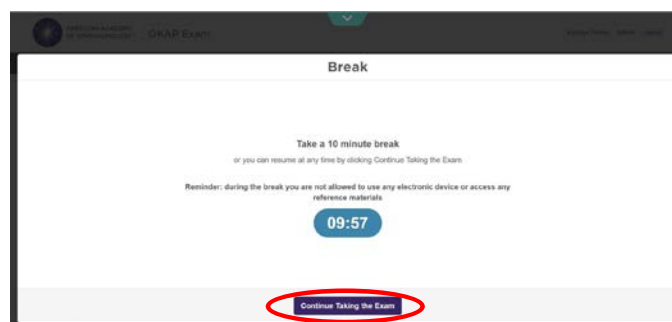 OKAP Exam
Break
Take a 10 minute break
or you can resume at any time by clicking Continue Taking the Exam
Reminder: during the break you are not allowed to use any electronic device or access any
reference materials
09:57
Continue Taking the Exam